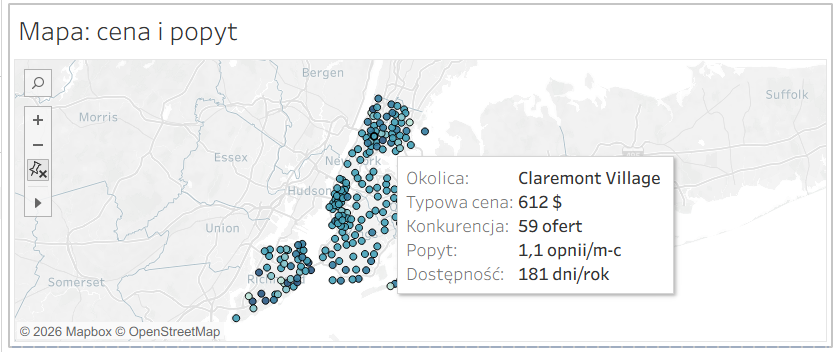 Mapa: cena i popyt
Bergen
Suffolk
Morris
Essex
New York
Hudson
Union
Somerset
Okolica: Claremont Village
Typowa cena: 612 $
Konkurencja: 59 ofert
Popyt: 1,1 opnii/m-c
Dostępność: 181 dni/rok
© 2026 Mapbox © OpenStreetMap